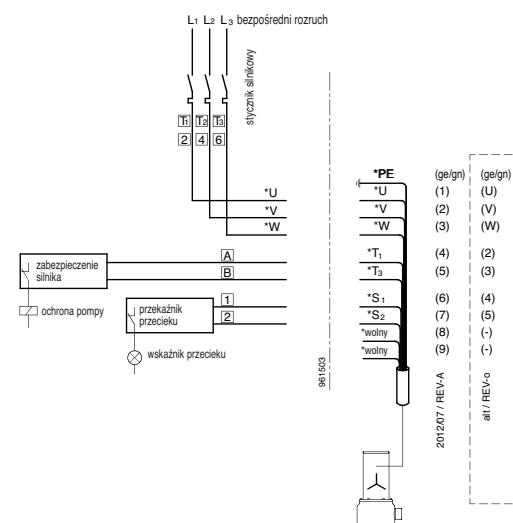 L1 L2 L3 bezpośredni rozruch
stycznik silnikowy
T1 T2 T3
2 4 6
*U
*V
*W
A
B
zabezpieczenie
silnika
ochrona pompy
1
2
przekaźnik
przecieku
wskaźnik przecieku
961503
*PE (ge/gn) (ge/gn)
*U (1) (U)
*V (2) (V)
*W (3) (W)
*T1 (4) (2)
*T3 (5) (3)
*S1 (6) (4)
*S2 (7) (5)
*wolny (8) (-)
*wolny (9) (-)
2012/07 / REV-A
alt / REV-o